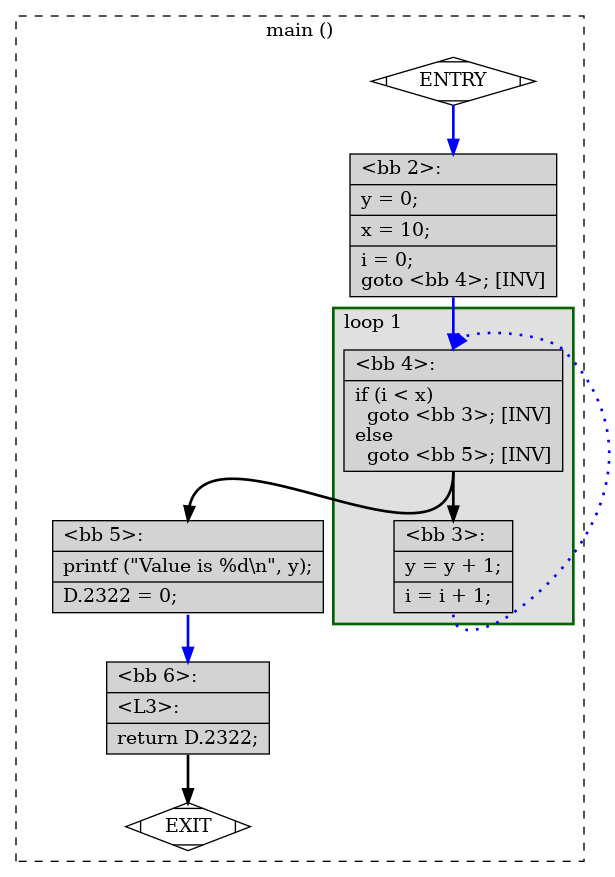 main ()
ENTRY
<bb 2>:
y = 0;
x = 10;
i = 0;
goto <bb 4>; [INV]
loop 1
<bb 4>:
if (i < x)
  goto <bb 3>; [INV]
else
  goto <bb 5>; [INV]
<bb 5>:
printf ("Value is %d\n", y);
D.2322 = 0;
<bb 3>:
y = y + 1;
i = i + 1;
<bb 6>:
<L3>:
return D.2322;
EXIT